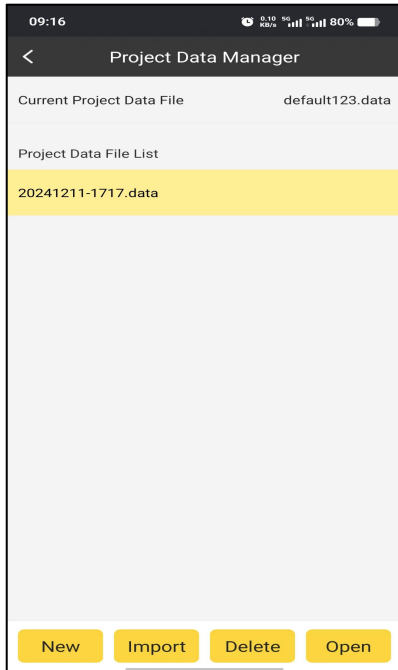 09:16 0.10 KB/s 5G 5G 80%
Project Data Manager
Current Project Data File default123.data
Project Data File List
20241211-1717.data
New Import Delete Open